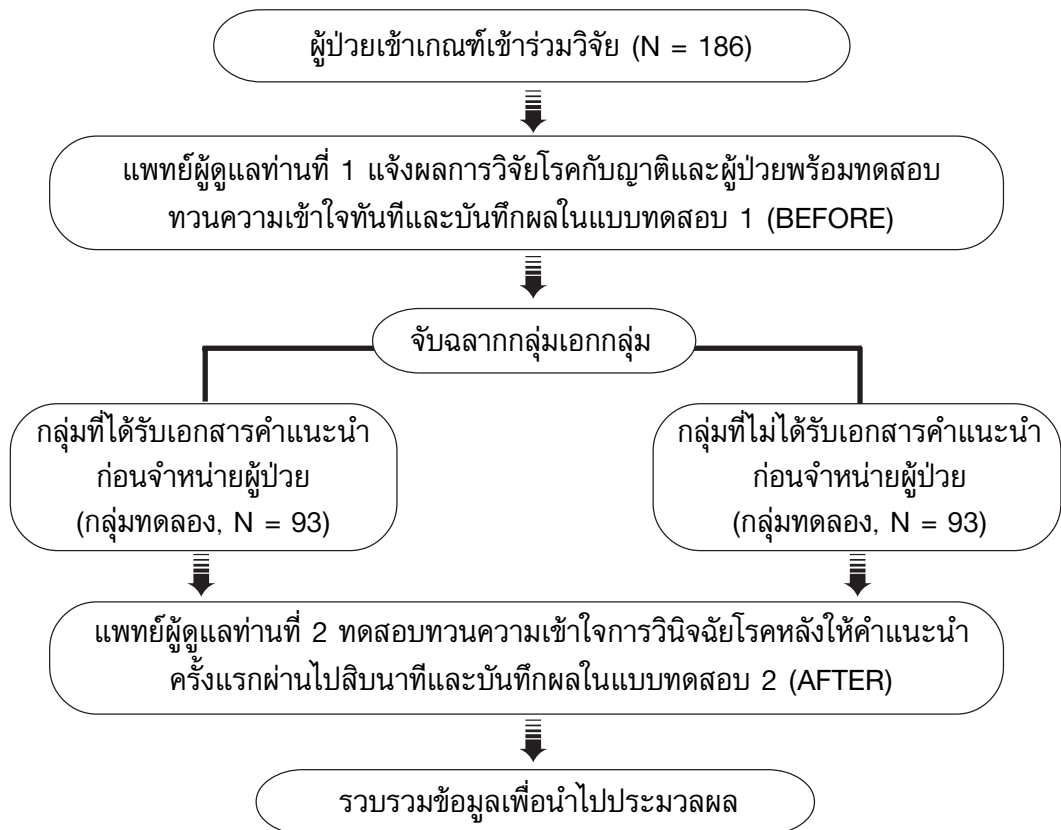 ผู้ป่วยเข้าเกณฑ์เข้าร่วมวิจัย (N = 186)
แพทย์ผู้ดูแลท่านที่ 1 แจ้งผลการวิจัยโรคกับญาติและผู้ป่วยพร้อมทดสอบ
ทวนความเข้าใจทันทีและบันทึกผลในแบบทดสอบ 1 (BEFORE)
จับฉลากกลุ่มเอกกลุ่ม
กลุ่มที่ได้รับเอกสารคำแนะนำ
ก่อนจำหน่ายผู้ป่วย
(กลุ่มทดลอง, N = 93)
กลุ่มที่ไม่ได้รับเอกสารคำแนะนำ
ก่อนจำหน่ายผู้ป่วย
(กลุ่มทดลอง, N = 93)
แพทย์ผู้ดูแลท่านที่ 2 ทดสอบทวนความเข้าใจการวินิจฉัยโรคหลังให้คำแนะนำ
ครั้งแรกผ่านไปสิบนาทีและบันทึกผลในแบบทดสอบ 2 (AFTER)
รวบรวมข้อมูลเพื่อนำไปประมวลผล